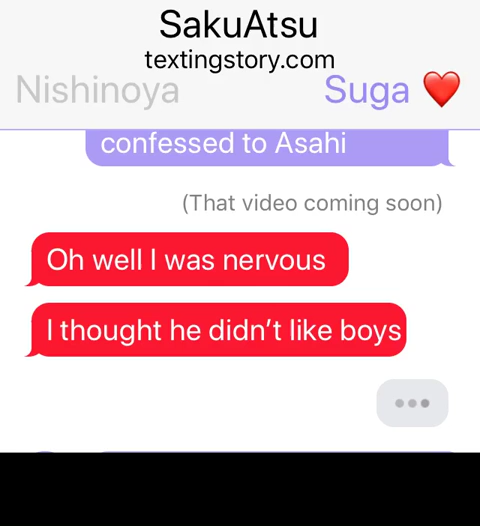 SakuAtsu
textingstory.com
Nishinoya Suga ❤️
confessed to Asahi
(That video coming soon)
Oh well I was nervous
I thought he didn't like boys